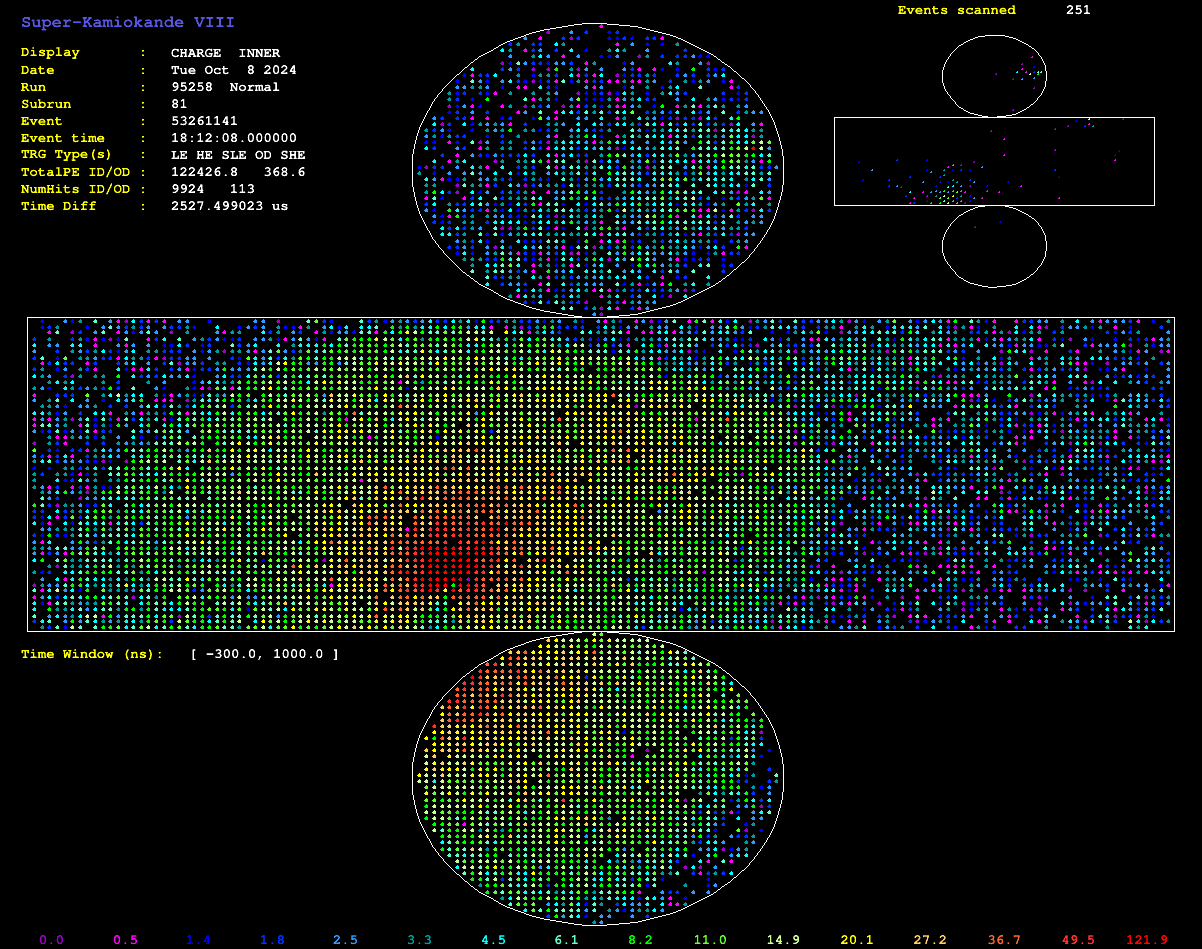 Super-Kamiokande VIII
Events scanned 251
Display : CHARGE INNER
Date : Tue Oct 8 2024
Run : 95258 Normal
Subrun : 81
Event : 53261141
Event time : 18:12:08.000000
TRG Type(s) : LE HE SLE OD SHE
TotalPE ID/OD : 122426.8 368.6
NumHits ID/OD : 9924 113
Time Diff : 2527.499023 us
Time Window (ns): [ -300.0, 1000.0 ]
0.0 0.5 1.4 1.8 2.5 3.3 4.5 6.1 8.2 11.0 14.9 20.1 27.2 36.7 49.5 121.9